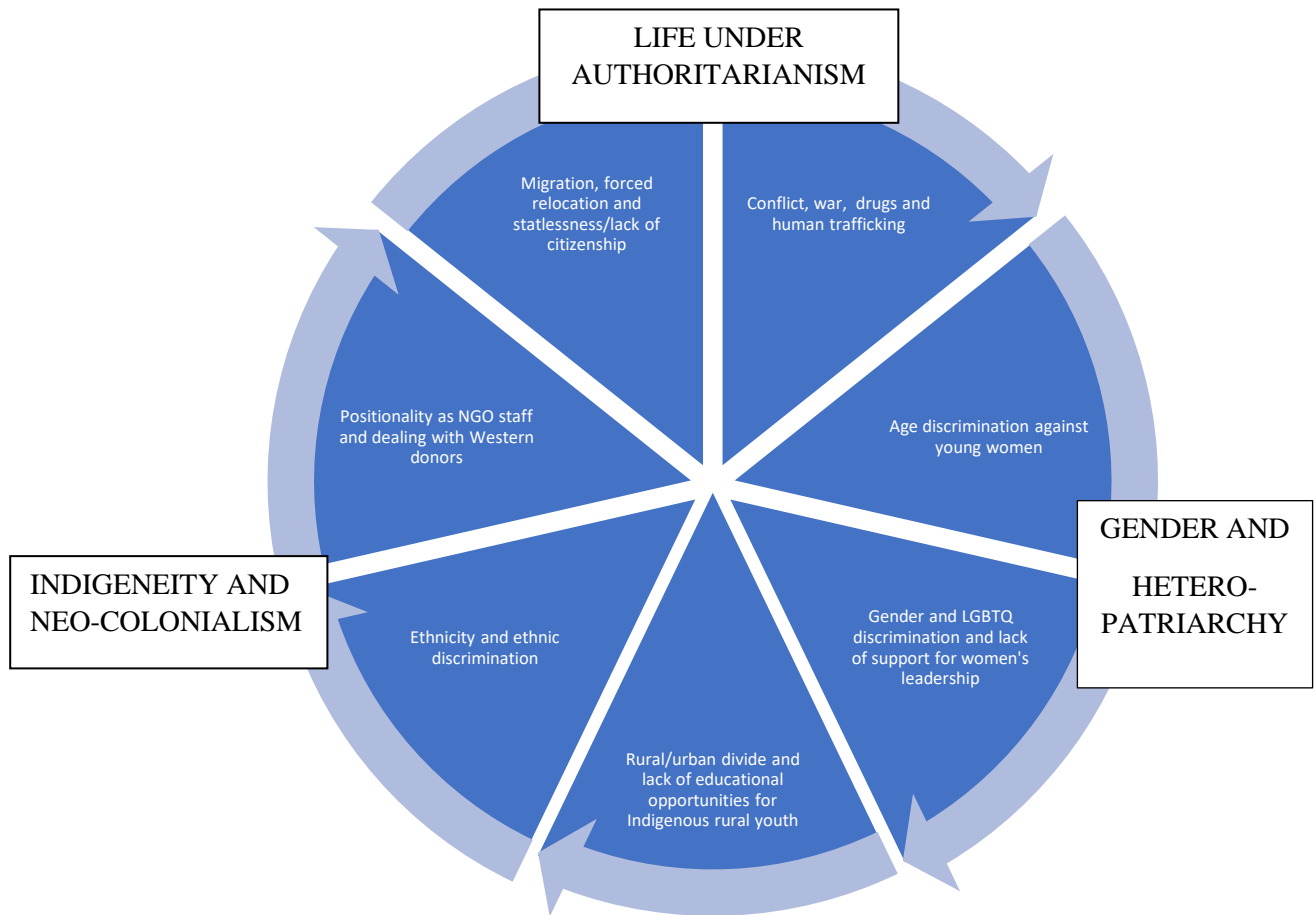 LIFE UNDER
AUTHORITARIANISM
Migration, forced
relocation and
statlessness/lack of
citizenship
Conflict, war,  drugs and
human trafficking
Positionality as NGO staff
and dealing with Western
donors
Age discrimination against
young women
INDIGENEITY AND
NEO-COLONIALISM
GENDER AND
HETERO-
PATRIARCHY
Ethnicity and ethnic
discrimination
Gender and LGBTQ
discrimination and lack
of support for women's
leadership
Rural/urban divide and
lack of educational
opportunities for
Indigenous rural youth